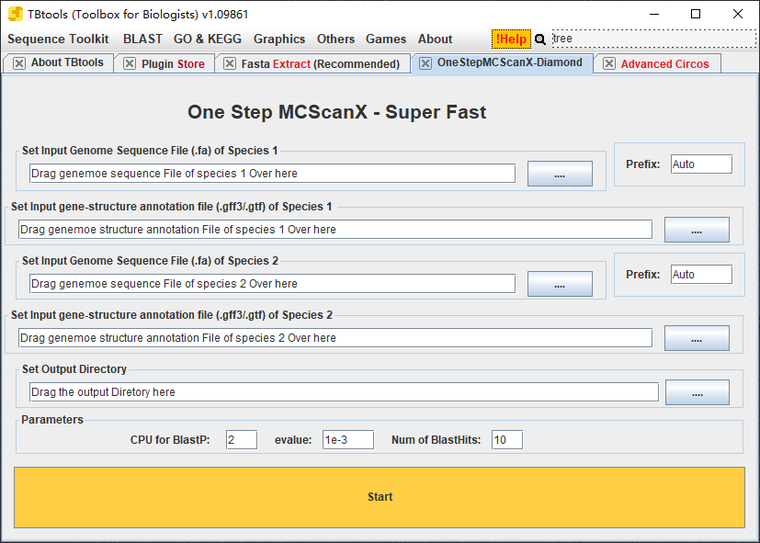 TBtools (Toolbox for Biologists) v1.09861
Sequence Toolkit BLAST GO & KEGG Graphics Others Games About !Help tree
About TBtools Plugin Store Fasta Extract (Recommended) OneStepMCScanX-Diamond Advanced Circos
One Step MCScanX - Super Fast
Set Input Genome Sequence File (.fa) of Species 1
Drag genemoe sequence File of species 1 Over here .... Prefix: Auto
Set Input gene-structure annotation file (.gff3/.gtf) of Species 1
Drag genemoe structure annotation File of species 1 Over here ....
Set Input Genome Sequence File (.fa) of Species 2
Drag genemoe sequence File of species 2 Over here .... Prefix: Auto
Set Input gene-structure annotation file (.gff3/.gtf) of Species 2
Drag genemoe structure annotation File of species 2 Over here ....
Set Output Directory
Drag the output Diretory here ....
Parameters
CPU for BlastP: 2 evalue: 1e-3 Num of BlastHits: 10
Start